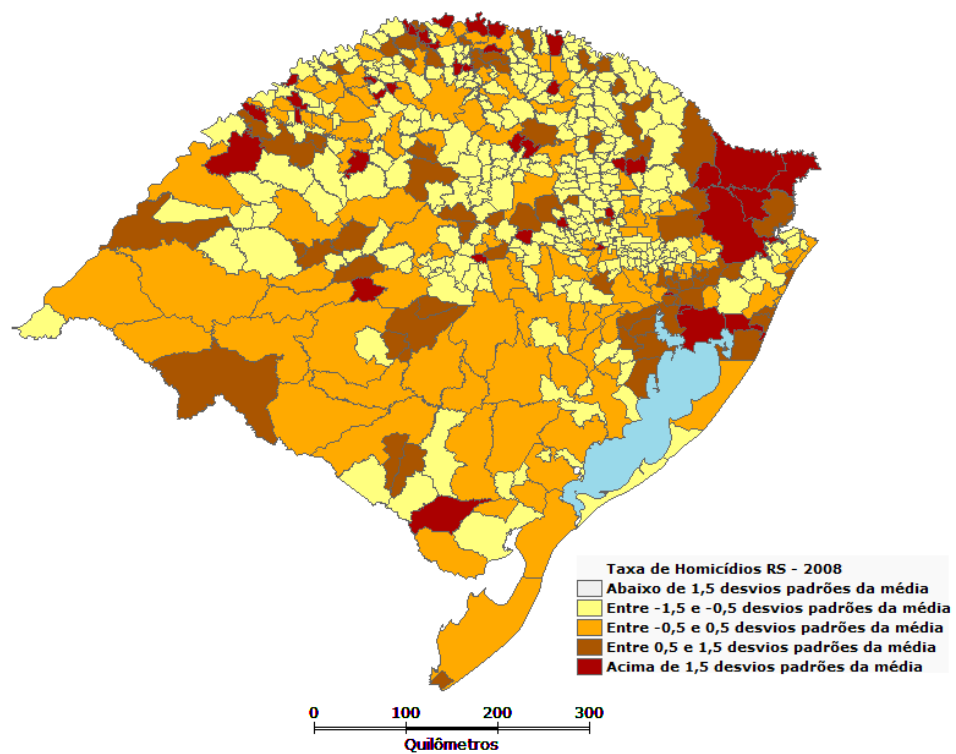 Taxa de Homicídios RS - 2008
Abaixo de 1,5 desvios padrões da média
Entre -1,5 e -0,5 desvios padrões da média
Entre -0,5 e 0,5 desvios padrões da média
Entre 0,5 e 1,5 desvios padrões da média
Acima de 1,5 desvios padrões da média
0 100 200 300
Quilômetros